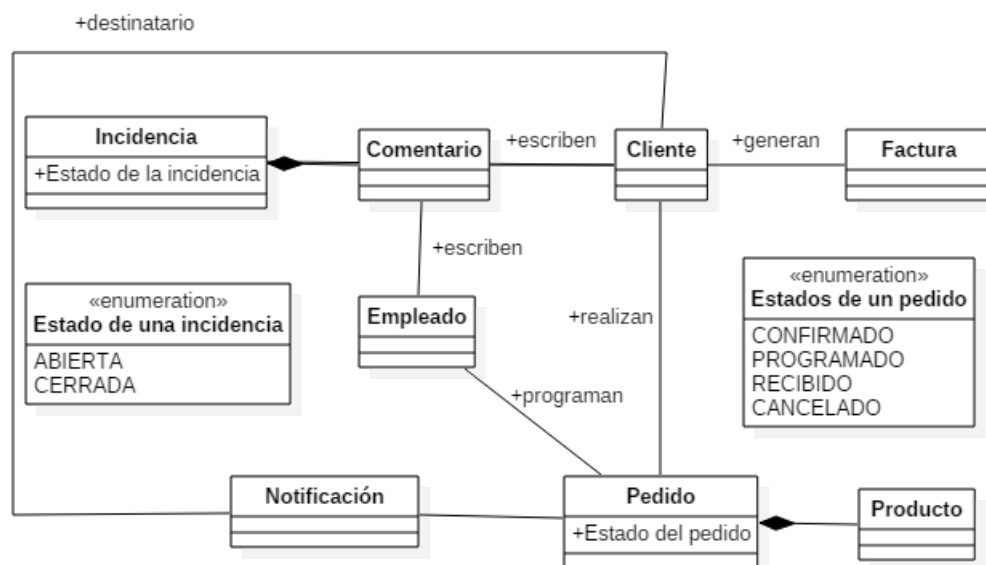 +destinatario
Incidencia
+Estado de la incidencia
Comentario
+escriben
Cliente
+generan
Factura
+escriben
«enumeration»
Estado de una incidencia
ABIERTA
CERRADA
Empleado
+realizan
«enumeration»
Estados de un pedido
CONFIRMADO
PROGRAMADO
RECIBIDO
CANCELADO
+programan
Notificación
Pedido
+Estado del pedido
Producto